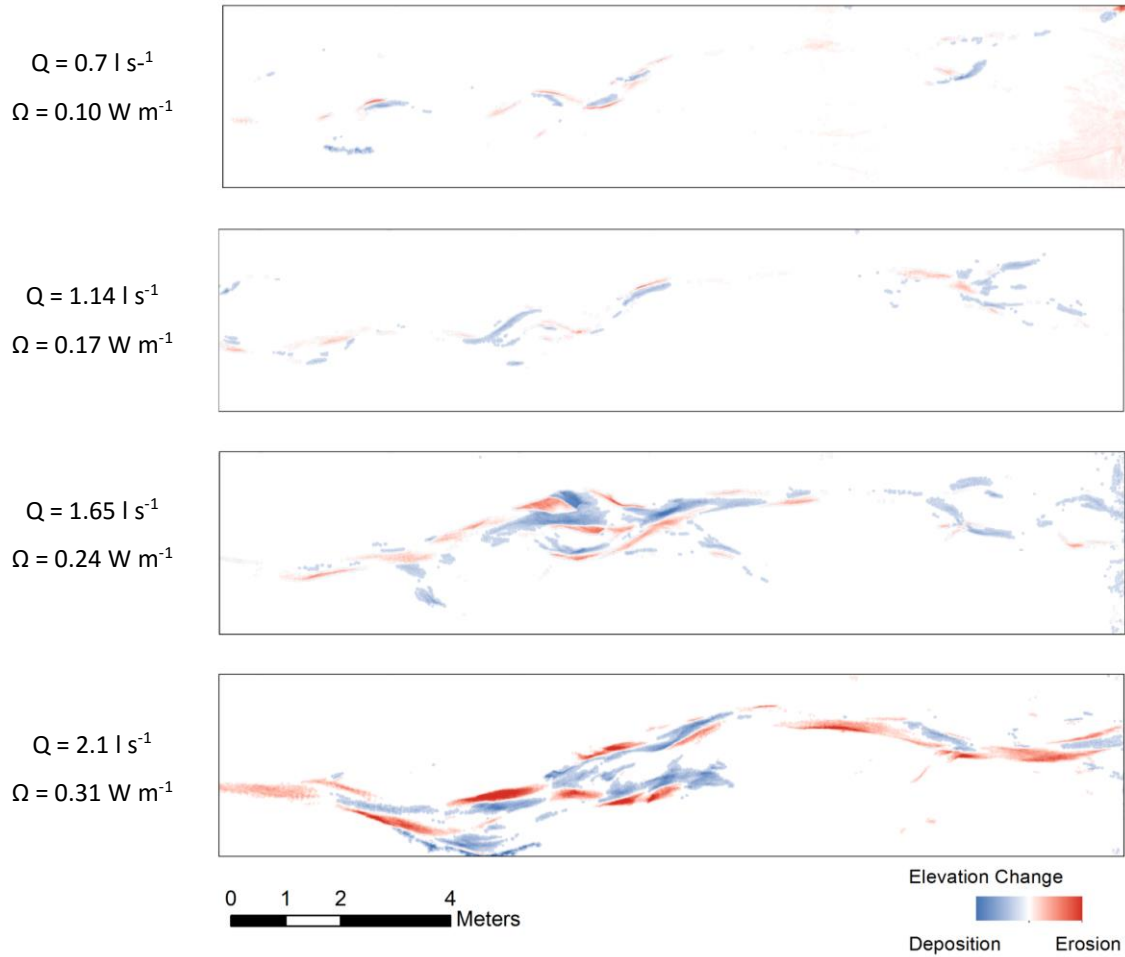 Q = 0.7 l s-¹
Ω = 0.10 W m⁻¹
Q = 1.14 l s⁻¹
Ω = 0.17 W m⁻¹
Q = 1.65 l s⁻¹
Ω = 0.24 W m⁻¹
Q = 2.1 l s⁻¹
Ω = 0.31 W m⁻¹
0 1 2 4
Meters
Elevation Change
Deposition Erosion